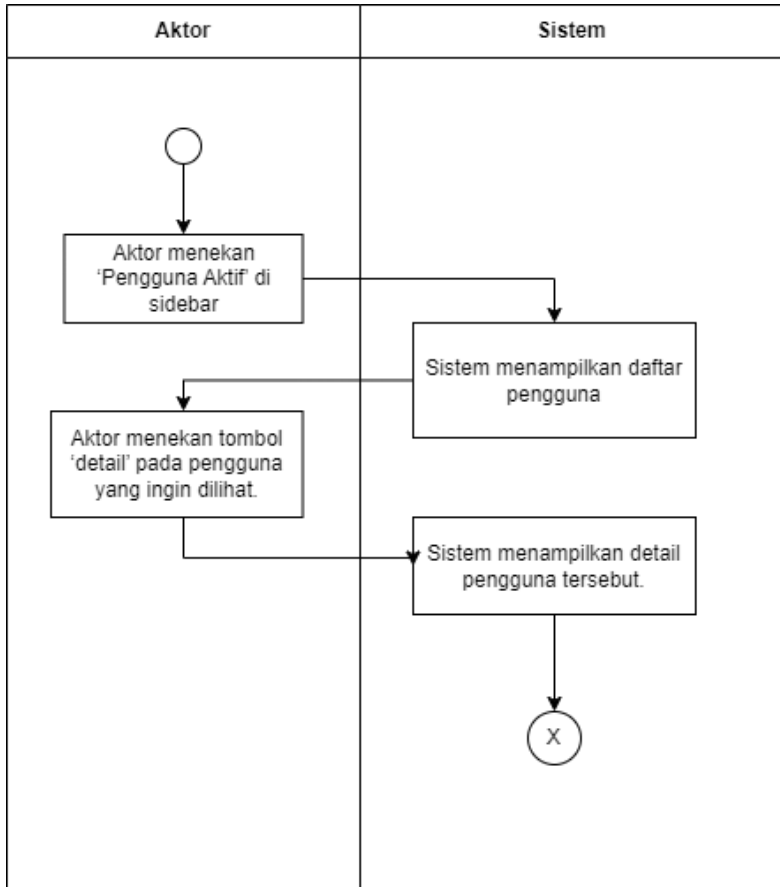 Aktor
Sistem
Aktor menekan
‘Pengguna Aktif’ di
sidebar
Sistem menampilkan daftar
pengguna
Aktor menekan tombol
‘detail’ pada pengguna
yang ingin dilihat.
Sistem menampilkan detail
pengguna tersebut.
X